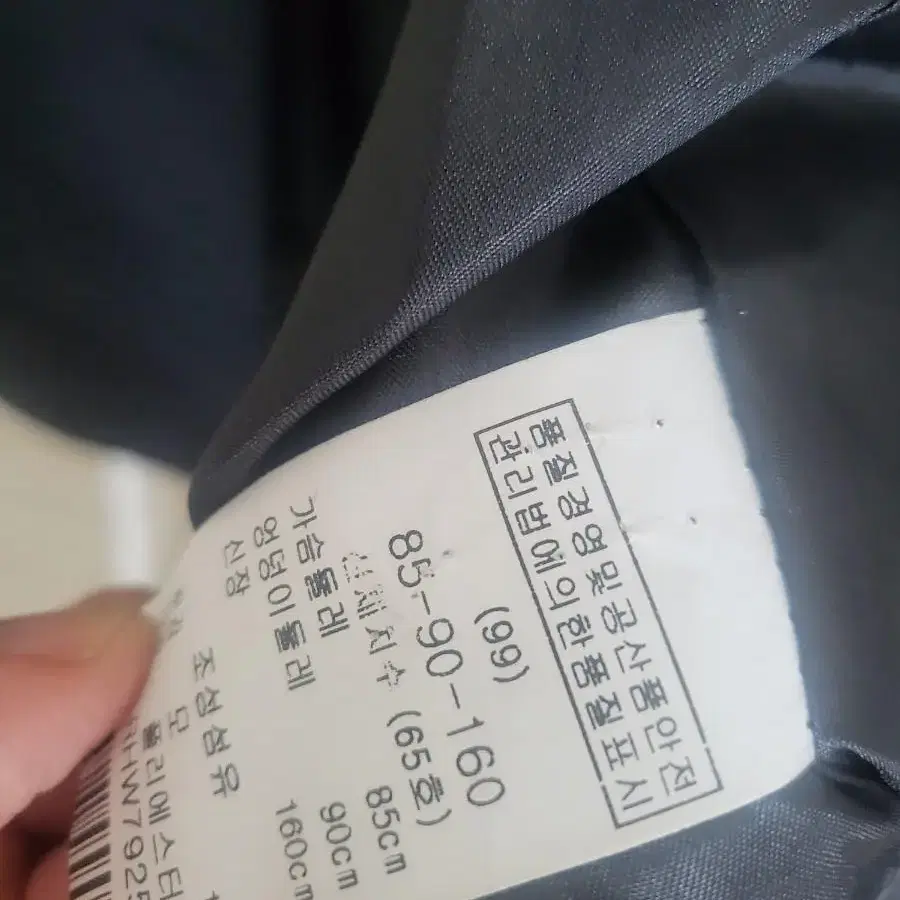 품질경영및공산품안전
관리법에의한품질표시
(99)
85-90-160
신체치수 (65호)
가슴둘레 85cm
엉덩이둘레 90cm
신장 160cm
조성섬유
모
폴리에스터
HW7925